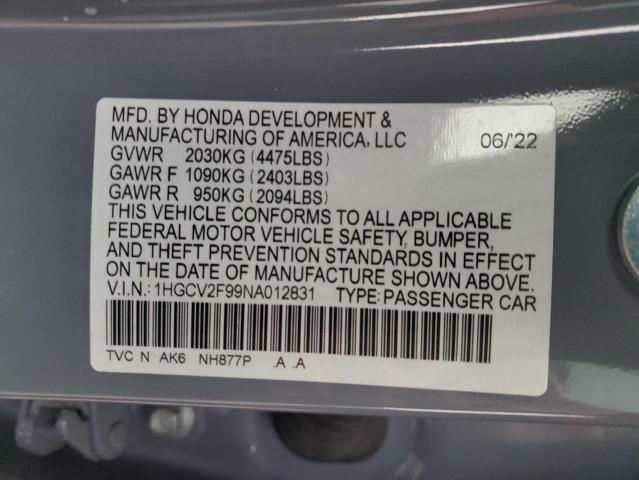 MFD. BY HONDA DEVELOPMENT &
MANUFACTURING OF AMERICA, LLC 06/'22
GVWR 2030KG (4475LBS)
GAWR F 1090KG (2403LBS)
GAWR R 950KG (2094LBS)
THIS VEHICLE CONFORMS TO ALL APPLICABLE
FEDERAL MOTOR VEHICLE SAFETY, BUMPER,
AND THEFT PREVENTION STANDARDS IN EFFECT
ON THE DATE OF MANUFACTURE SHOWN ABOVE.
V.I.N.: 1HGCV2F99NA012831 TYPE: PASSENGER CAR
TVC N AK6 NH877P .A .A